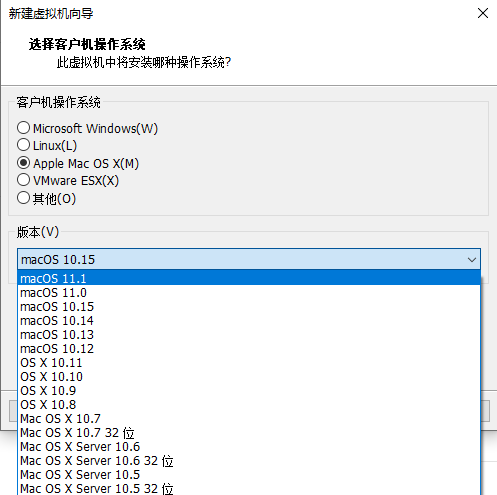 新建虚拟机向导
选择客户机操作系统
此虚拟机中将安装哪种操作系统?
客户机操作系统
Microsoft Windows(W)
Linux(L)
Apple Mac OS X(M)
VMware ESX(X)
其他(O)
版本(V)
macOS 10.15
macOS 11.1
macOS 11.0
macOS 10.15
macOS 10.14
macOS 10.13
macOS 10.12
OS X 10.11
OS X 10.10
OS X 10.9
OS X 10.8
Mac OS X 10.7
Mac OS X 10.7 32 位
Mac OS X Server 10.6
Mac OS X Server 10.6 32 位
Mac OS X Server 10.5
Mac OS X Server 10.5 32 位